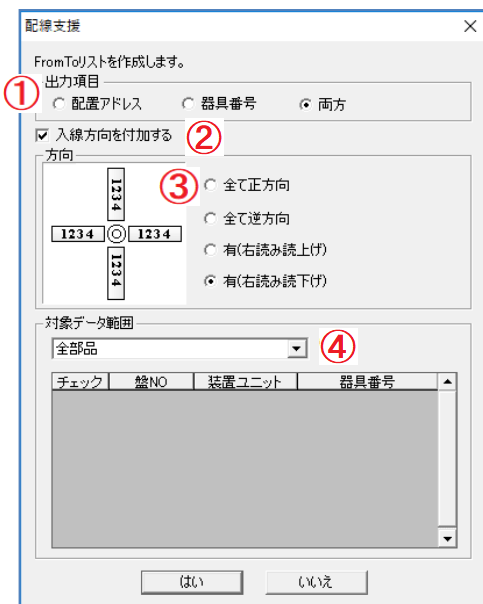 配線支援
FromToリストを作成します。
出力項目
① 配置アドレス 器具番号 両方
入線方向を付加する ②
方向
1234
1234 1234
1234
③ 全て正方向
全て逆方向
有(右読み読上げ)
有(右読み読下げ)
対象データ範囲
全部品 ④
チェック 盤NO 装置ユニット 器具番号
はい いいえ